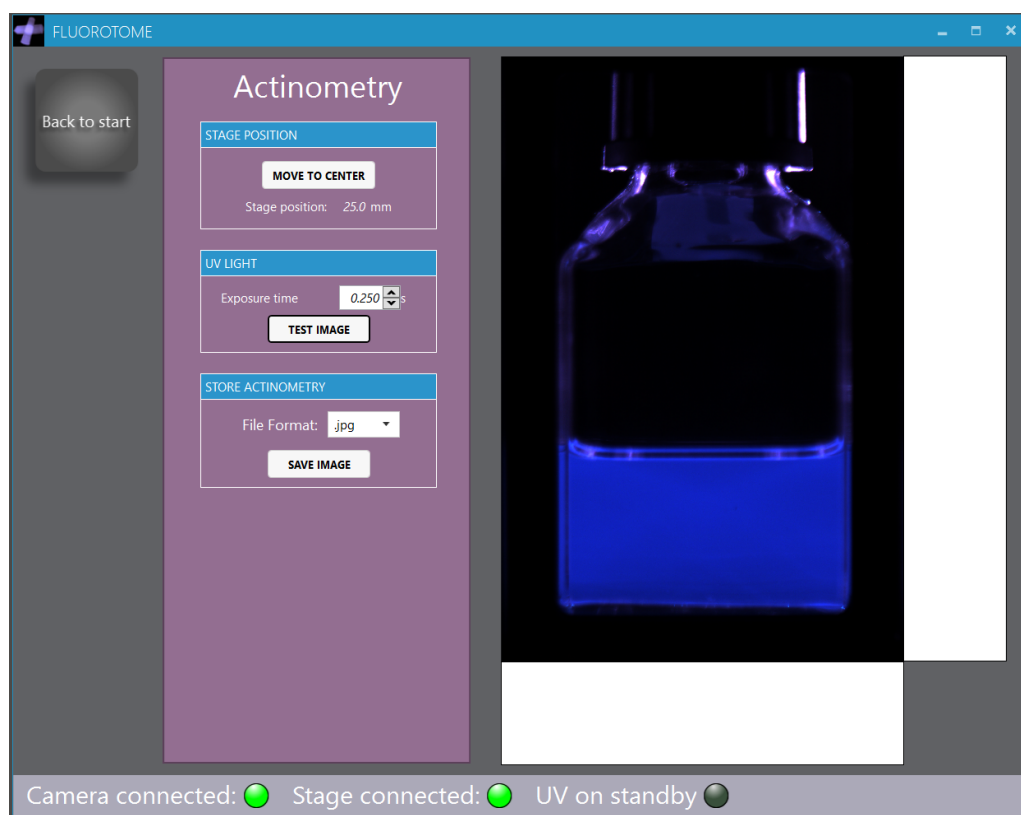 FLUOROTOME
Back to start
Actinometry
STAGE POSITION
MOVE TO CENTER
Stage position: 25.0 mm
UV LIGHT
Exposure time 0.250 s
TEST IMAGE
STORE ACTINOMETRY
File Format: .jpg
SAVE IMAGE
Camera connected: Stage connected: UV on standby